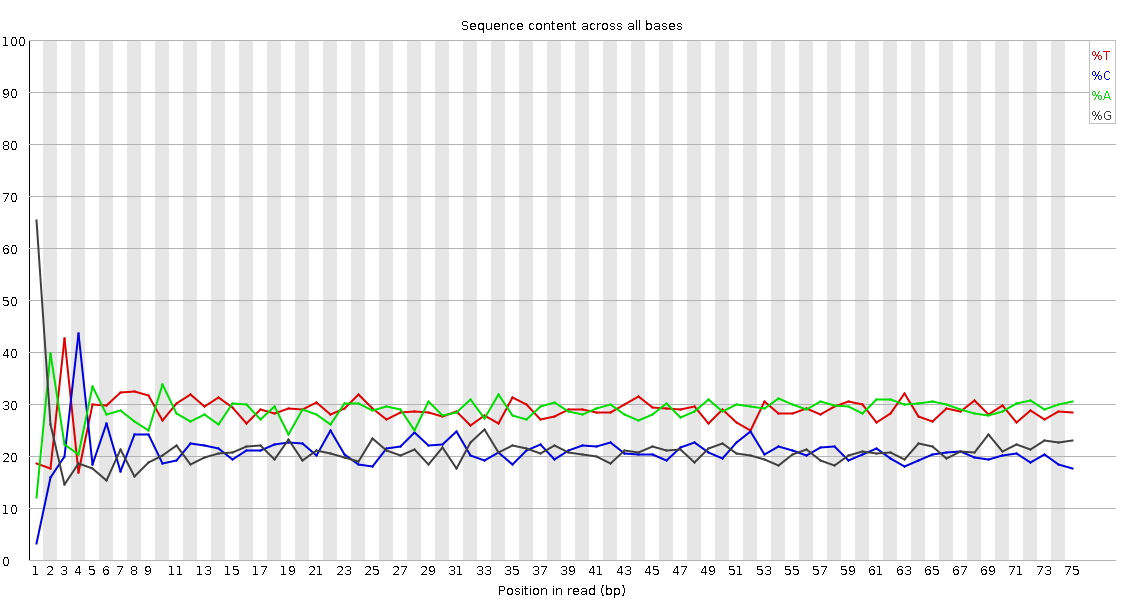 Sequence content across all bases
100
90
80
70
60
50
40
30
20
10
0
%T
%C
%A
%G
1 2 3 4 5 6 7 8 9 11 13 15 17 19 21 23 25 27 29 31 33 35 37 39 41 43 45 47 49 51 53 55 57 59 61 63 65 67 69 71 73 75
Position in read (bp)